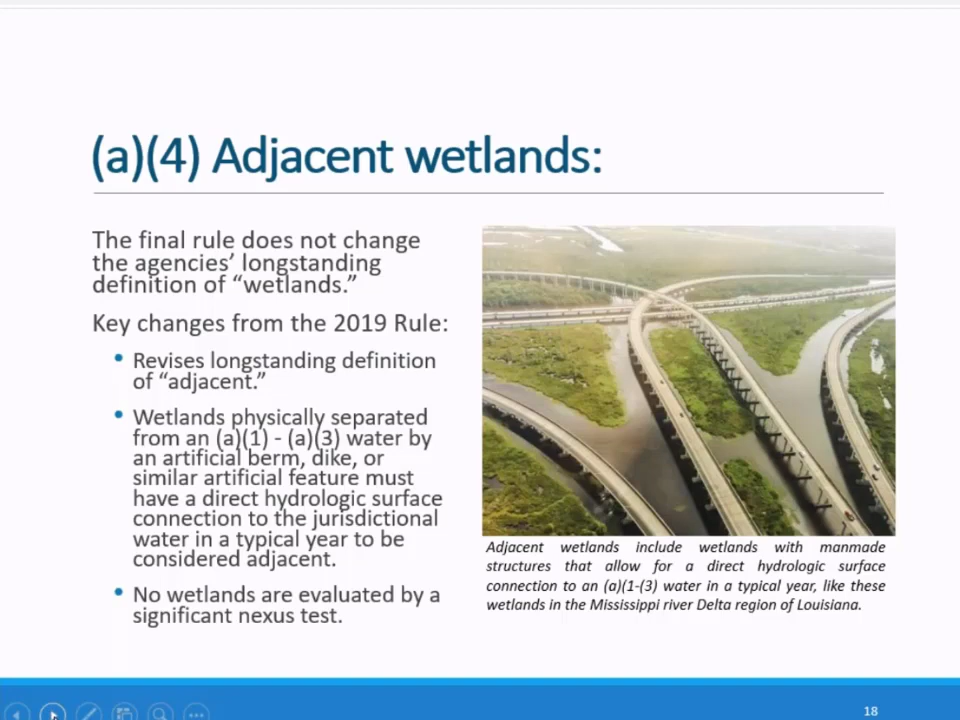 (a)(4) Adjacent wetlands:
The final rule does not change
the agencies’ longstanding
definition of “wetlands.”
Key changes from the 2019 Rule:
• Revises longstanding definition
of “adjacent.”
• Wetlands physically separated
from an (a)(1) - (a)(3) water by
an artificial berm, dike, or
similar artificial feature must
have a direct hydrologic surface
connection to the jurisdictional
water in a typical year to be
considered adjacent.
• No wetlands are evaluated by a
significant nexus test.
Adjacent wetlands include wetlands with manmade
structures that allow for a direct hydrologic surface
connection to an (a)(1-(3) water in a typical year, like these
wetlands in the Mississippi river Delta region of Louisiana.
18